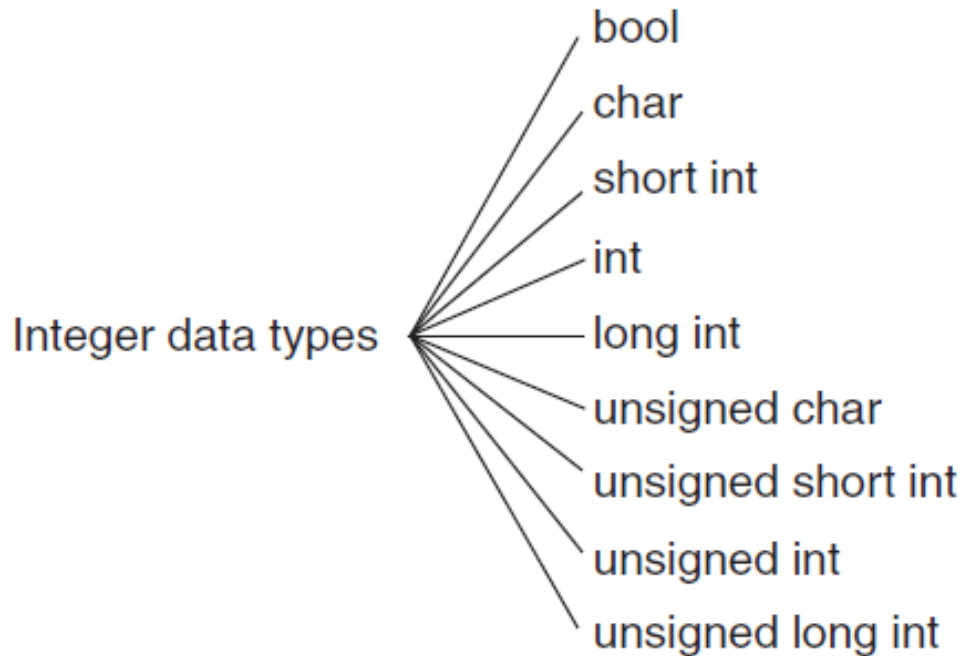 bool
char
short int
int
Integer data types
long int
unsigned char
unsigned short int
unsigned int
unsigned long int